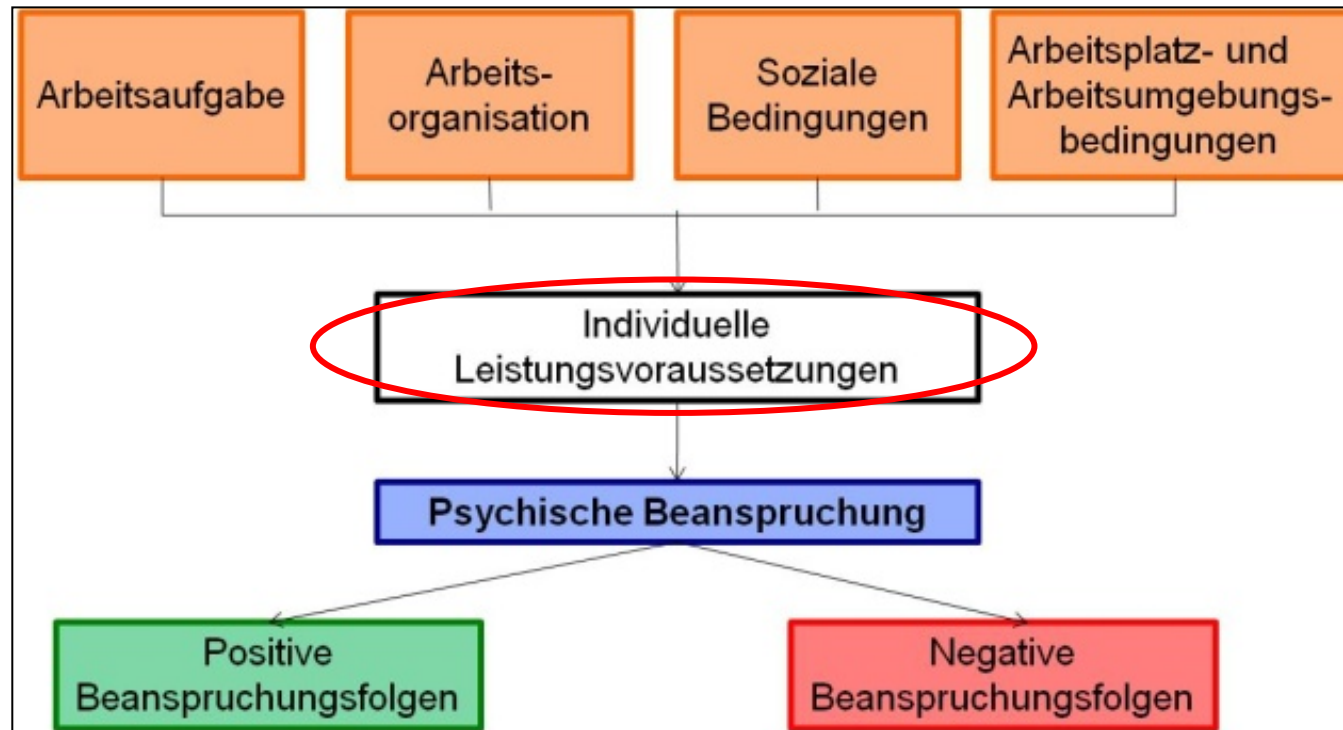 Arbeitsaufgabe
Arbeits-
organisation
Soziale
Bedingungen
Arbeitsplatz- und
Arbeitsumgebungs-
bedingungen
Individuelle
Leistungsvoraussetzungen
Psychische Beanspruchung
Positive
Beanspruchungsfolgen
Negative
Beanspruchungsfolgen